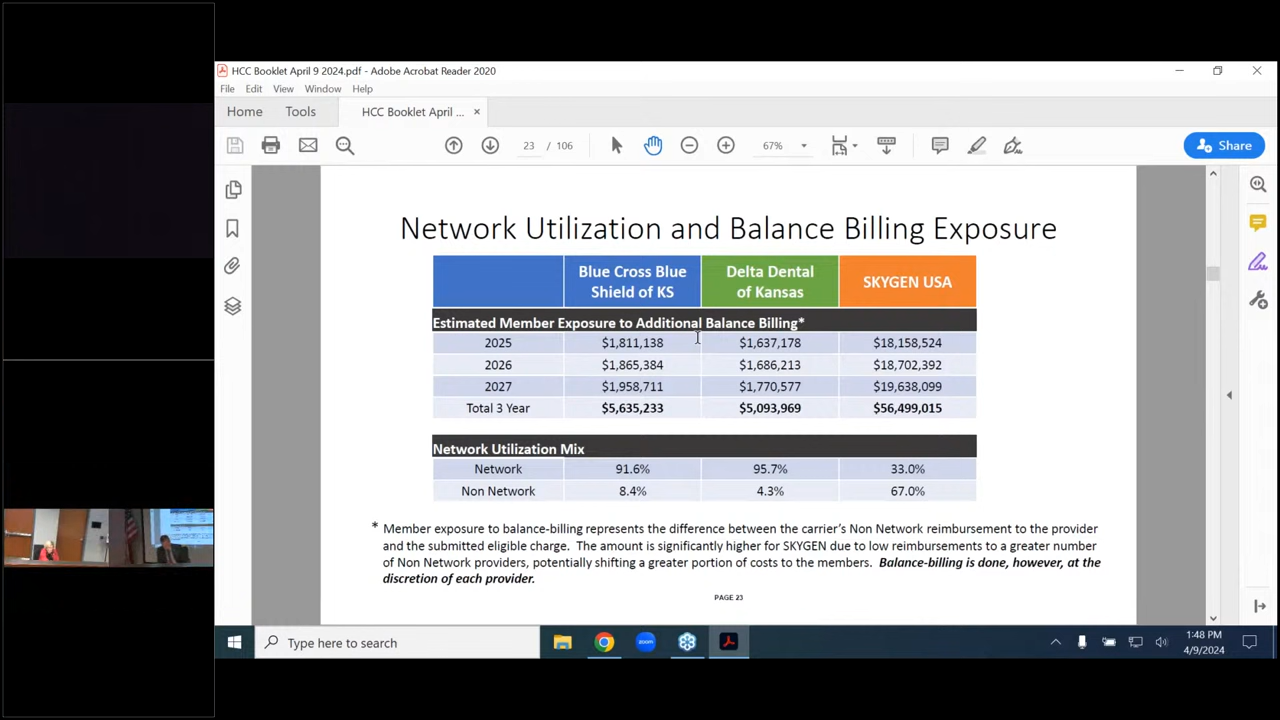 HCC Booklet April 9 2024.pdf - Adobe Acrobat Reader 2020
File Edit View Window Help
Home Tools HCC Booklet April ... ×
23 / 106 67% Share
Network Utilization and Balance Billing Exposure
Blue Cross Blue Shield of KS Delta Dental of Kansas SKYGEN USA
Estimated Member Exposure to Additional Balance Billing*
2025 $1,811,138 $1,637,178 $18,158,524
2026 $1,865,384 $1,686,213 $18,702,392
2027 $1,958,711 $1,770,577 $19,638,099
Total 3 Year $5,635,233 $5,093,969 $56,499,015
Network Utilization Mix
Network 91.6% 95.7% 33.0%
Non Network 8.4% 4.3% 67.0%
* Member exposure to balance-billing represents the difference between the carrier's Non Network reimbursement to the provider
and the submitted eligible charge. The amount is significantly higher for SKYGEN due to low reimbursements to a greater number
of Non Network providers, potentially shifting a greater portion of costs to the members. Balance-billing is done, however, at the
discretion of each provider.
PAGE 23
Type here to search zoom 1:48 PM
4/9/2024